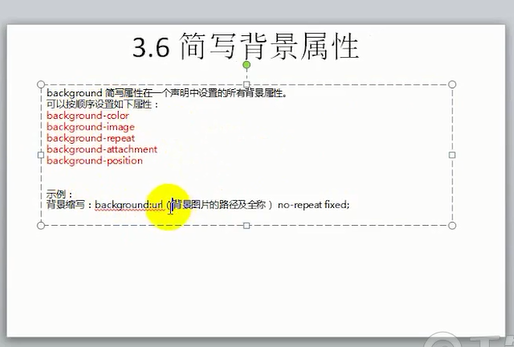 3.6 简写背景属性
background 简写属性在一个声明中设置的所有背景属性。
可以按顺序设置如下属性：
background-color
background-image
background-repeat
background-attachment
background-position
示例：
背景缩写：background:url（背景图片的路径及全称） no-repeat fixed;